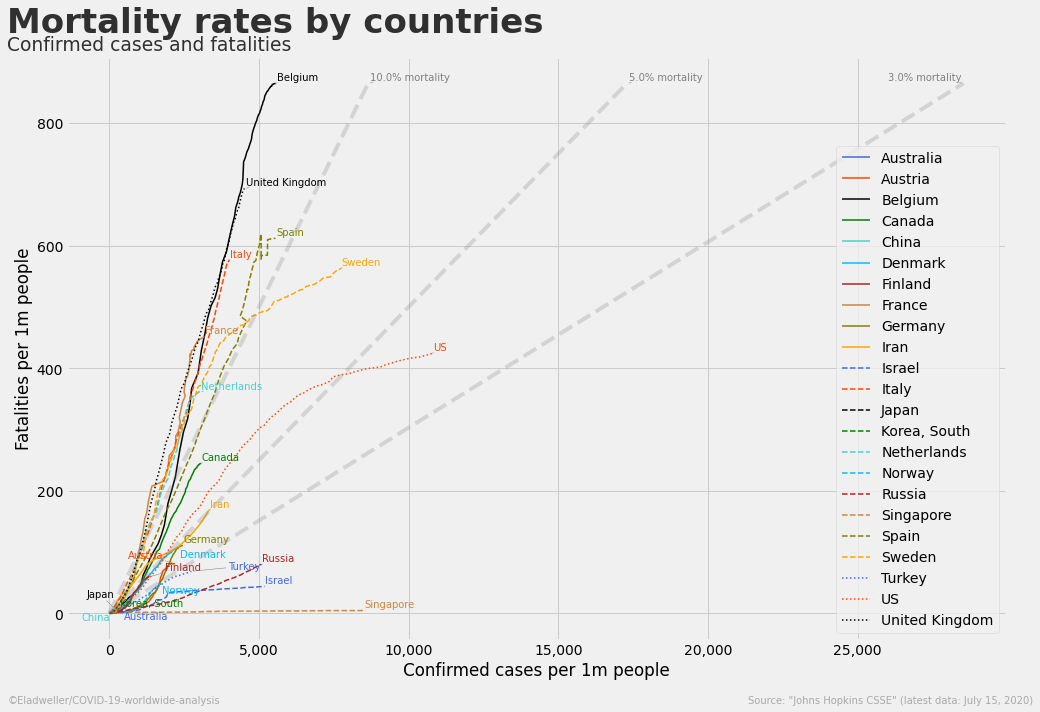 Mortality rates by countries
Confirmed cases and fatalities
Belgium
10.0% mortality
5.0% mortality
3.0% mortality
United Kingdom
Spain
Italy
Sweden
France
US
Netherlands
Canada
Iran
Germany
Austria
Denmark
Finland
Turkey
Russia
Israel
Norway
Japan
Korea, South
Singapore
China
Australia
800
600
400
200
0
Fatalities per 1m people
0
5,000
10,000
15,000
20,000
25,000
Confirmed cases per 1m people
Australia
Austria
Belgium
Canada
China
Denmark
Finland
France
Germany
Iran
Israel
Italy
Japan
Korea, South
Netherlands
Norway
Russia
Singapore
Spain
Sweden
Turkey
US
United Kingdom
©Eladweller/COVID-19-worldwide-analysis
Source: "Johns Hopkins CSSE" (latest data: July 15, 2020)